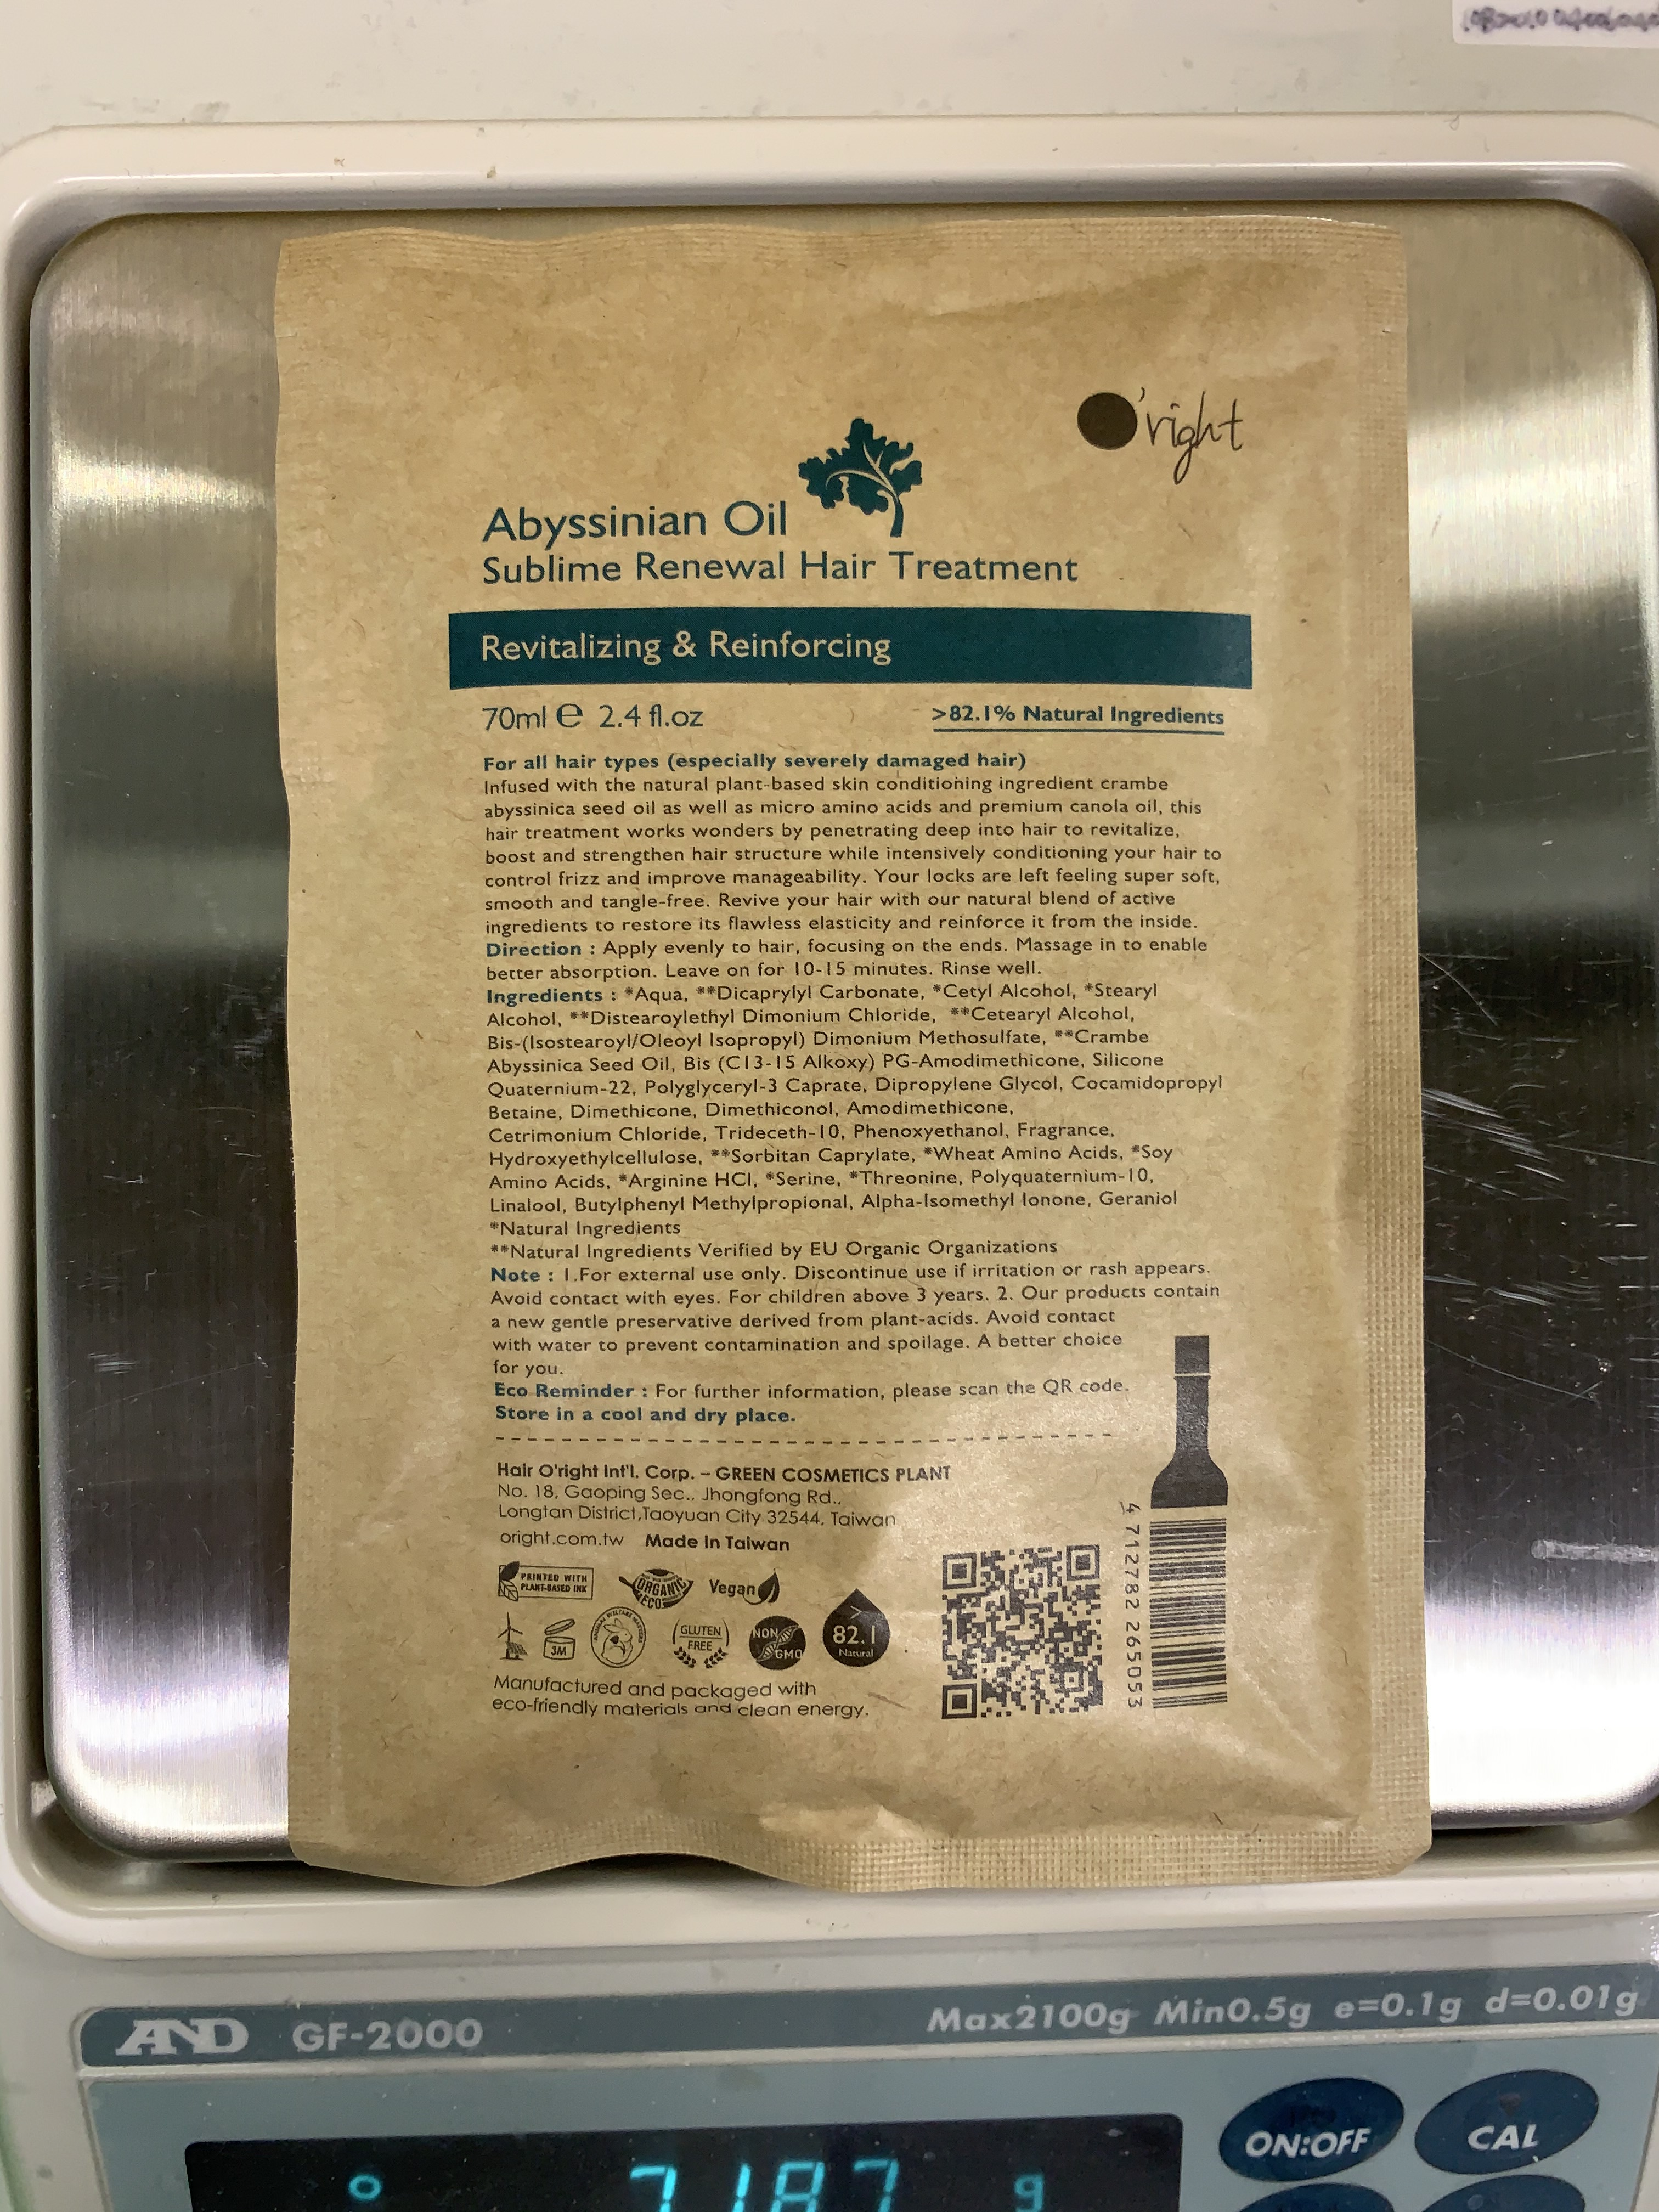 O'right
Abyssinian Oil
Sublime Renewal Hair Treatment
Revitalizing & Reinforcing
70ml ℮ 2.4 fl.oz
>82.1% Natural Ingredients
For all hair types (especially severely damaged hair)
Infused with the natural plant-based skin conditioning ingredient crambe
abyssinica seed oil as well as micro amino acids and premium canola oil, this
hair treatment works wonders by penetrating deep into hair to revitalize,
boost and strengthen hair structure while intensively conditioning your hair to
control frizz and improve manageability. Your locks are left feeling super soft,
smooth and tangle-free. Revive your hair with our natural blend of active
ingredients to restore its flawless elasticity and reinforce it from the inside.
Direction : Apply evenly to hair, focusing on the ends. Massage in to enable
better absorption. Leave on for 10-15 minutes. Rinse well.
Ingredients : *Aqua, **Dicaprylyl Carbonate, *Cetyl Alcohol, *Stearyl
Alcohol, **Distearoylethyl Dimonium Chloride, **Cetearyl Alcohol,
Bis-(Isostearoyl/Oleoyl Isopropyl) Dimonium Methosulfate, **Crambe
Abyssinica Seed Oil, Bis (C13-15 Alkoxy) PG-Amodimethicone, Silicone
Quaternium-22, Polyglyceryl-3 Caprate, Dipropylene Glycol, Cocamidopropyl
Betaine, Dimethicone, Dimethiconol, Amodimethicone,
Cetrimonium Chloride, Trideceth-10, Phenoxyethanol, Fragrance,
Hydroxyethylcellulose, **Sorbitan Caprylate, *Wheat Amino Acids, *Soy
Amino Acids, *Arginine HCl, *Serine, *Threonine, Polyquaternium-10,
Linalool, Butylphenyl Methylpropional, Alpha-Isomethyl Ionone, Geraniol
*Natural Ingredients
**Natural Ingredients Verified by EU Organic Organizations
Note : 1.For external use only. Discontinue use if irritation or rash appears.
Avoid contact with eyes. For children above 3 years. 2. Our products contain
a new gentle preservative derived from plant-acids. Avoid contact
with water to prevent contamination and spoilage. A better choice
for you.
Eco Reminder : For further information, please scan the QR code.
Store in a cool and dry place.
Hair O'right Int'l. Corp. – GREEN COSMETICS PLANT
No. 18, Gaoping Sec., Jhongfong Rd.,
Longtan District,Taoyuan City 32544, Taiwan
oright.com.tw Made In Taiwan
PRINTED WITH
PLANT-BASED INK
ORGANIC
ECO
Vegan
3M
GLUTEN
FREE
NON
GMO
>
82.1
Natural
Manufactured and packaged with
eco-friendly materials and clean energy.
4 712782 265053
AND GF-2000
Max2100g Min0.5g e=0.1g d=0.01g
ON:OFF
CAL
7187 g